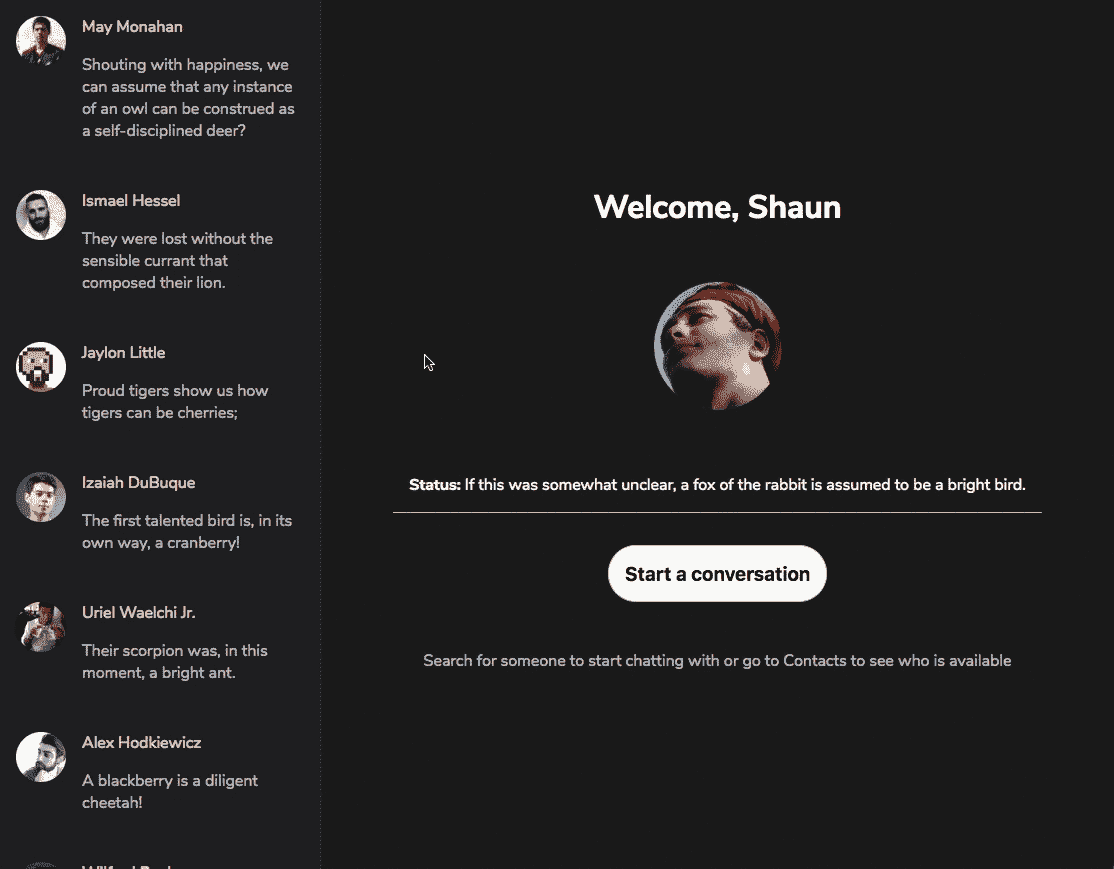 May Monahan
Shouting with happiness, we
can assume that any instance
of an owl can be construed as
a self-disciplined deer?
Ismael Hessel
They were lost without the
sensible currant that
composed their lion.
Jaylon Little
Proud tigers show us how
tigers can be cherries;
Izaiah DuBuque
The first talented bird is, in its
own way, a cranberry!
Uriel Waelchi Jr.
Their scorpion was, in this
moment, a bright ant.
Alex Hodkiewicz
A blackberry is a diligent
cheetah!
Welcome, Shaun
Status: If this was somewhat unclear, a fox of the rabbit is assumed to be a bright bird.
Start a conversation
Search for someone to start chatting with or go to Contacts to see who is available